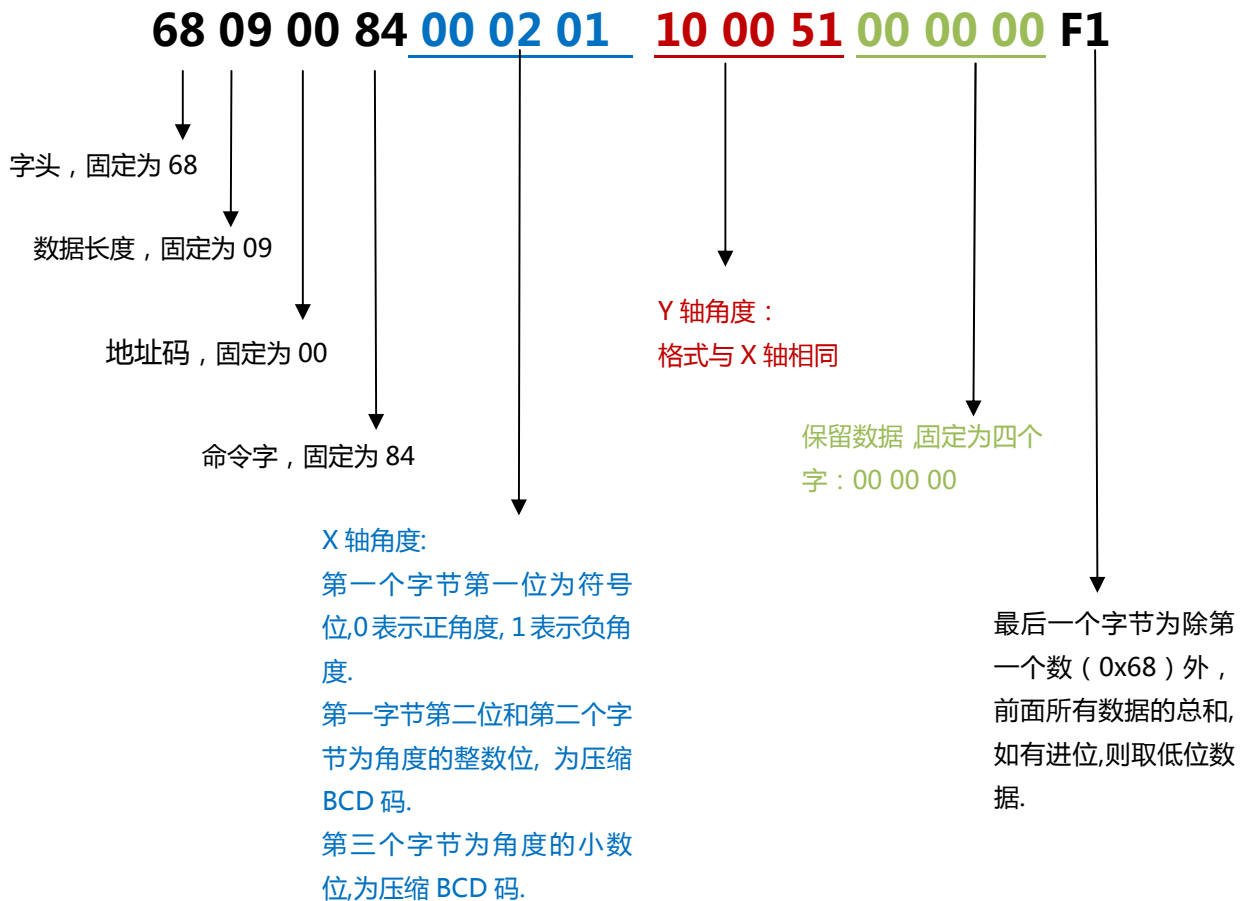 68 09 00 84 00 02 01 10 00 51 00 00 00 F1
字头，固定为 68
数据长度，固定为 09
地址码，固定为 00
命令字，固定为 84
X 轴角度:
第一个字节第一位为符号
位,0 表示正角度, 1 表示负角
度.
第一字节第二位和第二个字
节为角度的整数位, 为压缩
BCD 码.
第三个字节为角度的小数
位,为压缩 BCD 码.
Y 轴角度：
格式与 X 轴相同
保留数据 ,固定为四个
字：00 00 00
最后一个字节为除第
一个数（0x68）外，
前面所有数据的总和,
如有进位,则取低位数
据.